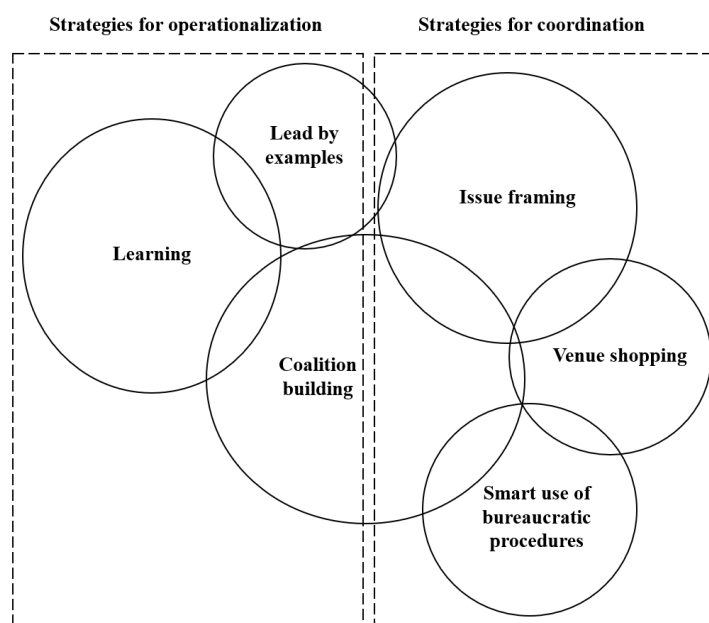 Strategies for operationalization
Strategies for coordination
Lead by
examples
Issue framing
Learning
Venue shopping
Coalition
building
Smart use of
bureaucratic
procedures